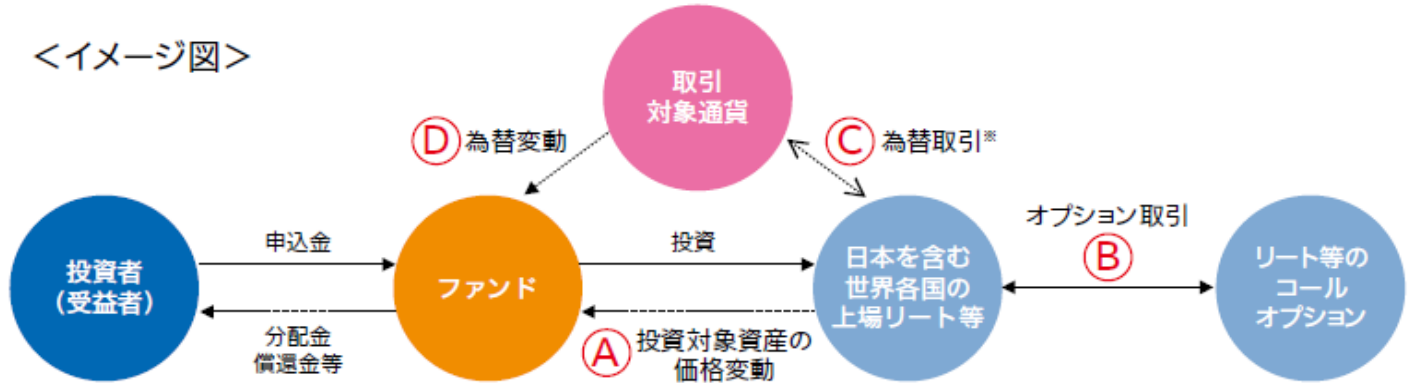 ＜イメージ図＞
取引
対象通貨
D 為替変動
C 為替取引※
投資者
（受益者）
申込金
分配金
償還金等
ファンド
投資
A 投資対象資産の
価格変動
日本を含む
世界各国の
上場リート等
オプション取引
B
リート等の
コール
オプション